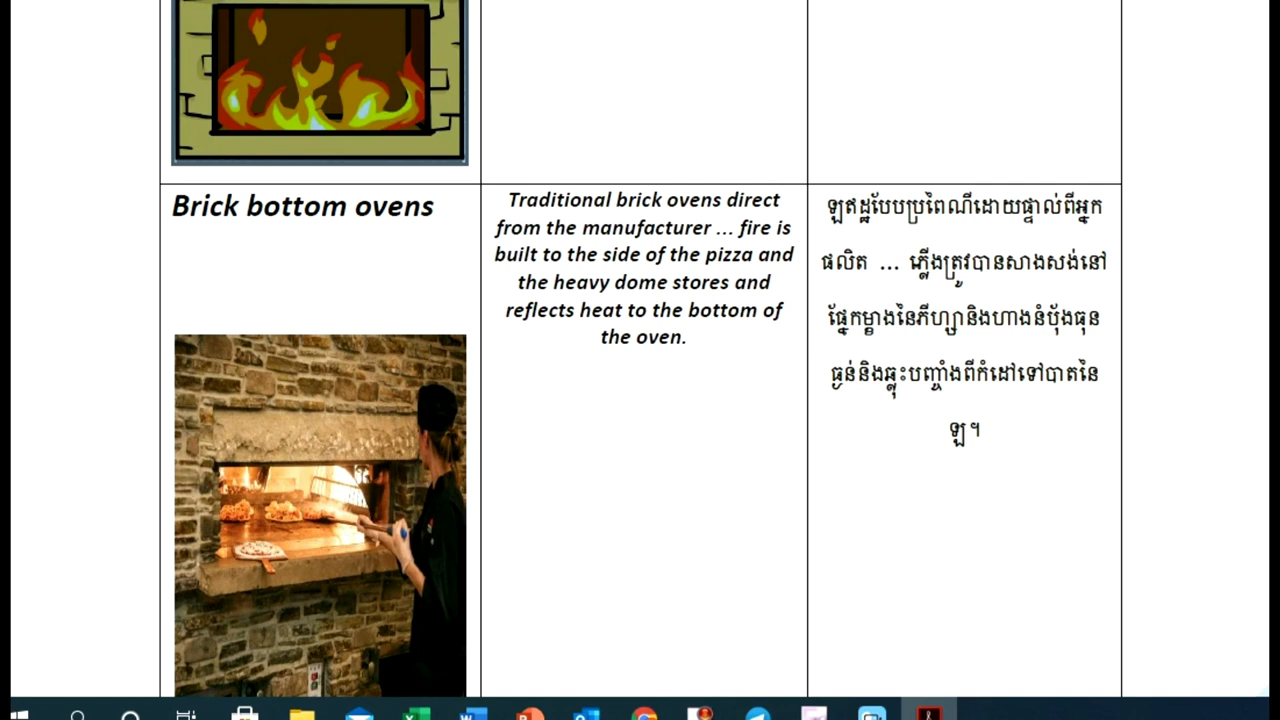 Brick bottom ovens
Traditional brick ovens direct
from the manufacturer ... fire is
built to the side of the pizza and
the heavy dome stores and
reflects heat to the bottom of
the oven.
ឡឥដ្ឋបែបប្រពៃណីដោយផ្ទាល់ពីអ្នក
ផលិត ... ភ្លើងត្រូវបានសាងសង់នៅ
ផ្នែកម្ខាងនៃភីហ្សានិងហាងនំប៉័ងធុន
ធ្ងន់និងឆ្លុះបញ្ចាំងពីកំដៅទៅបាតនៃ
ឡ។